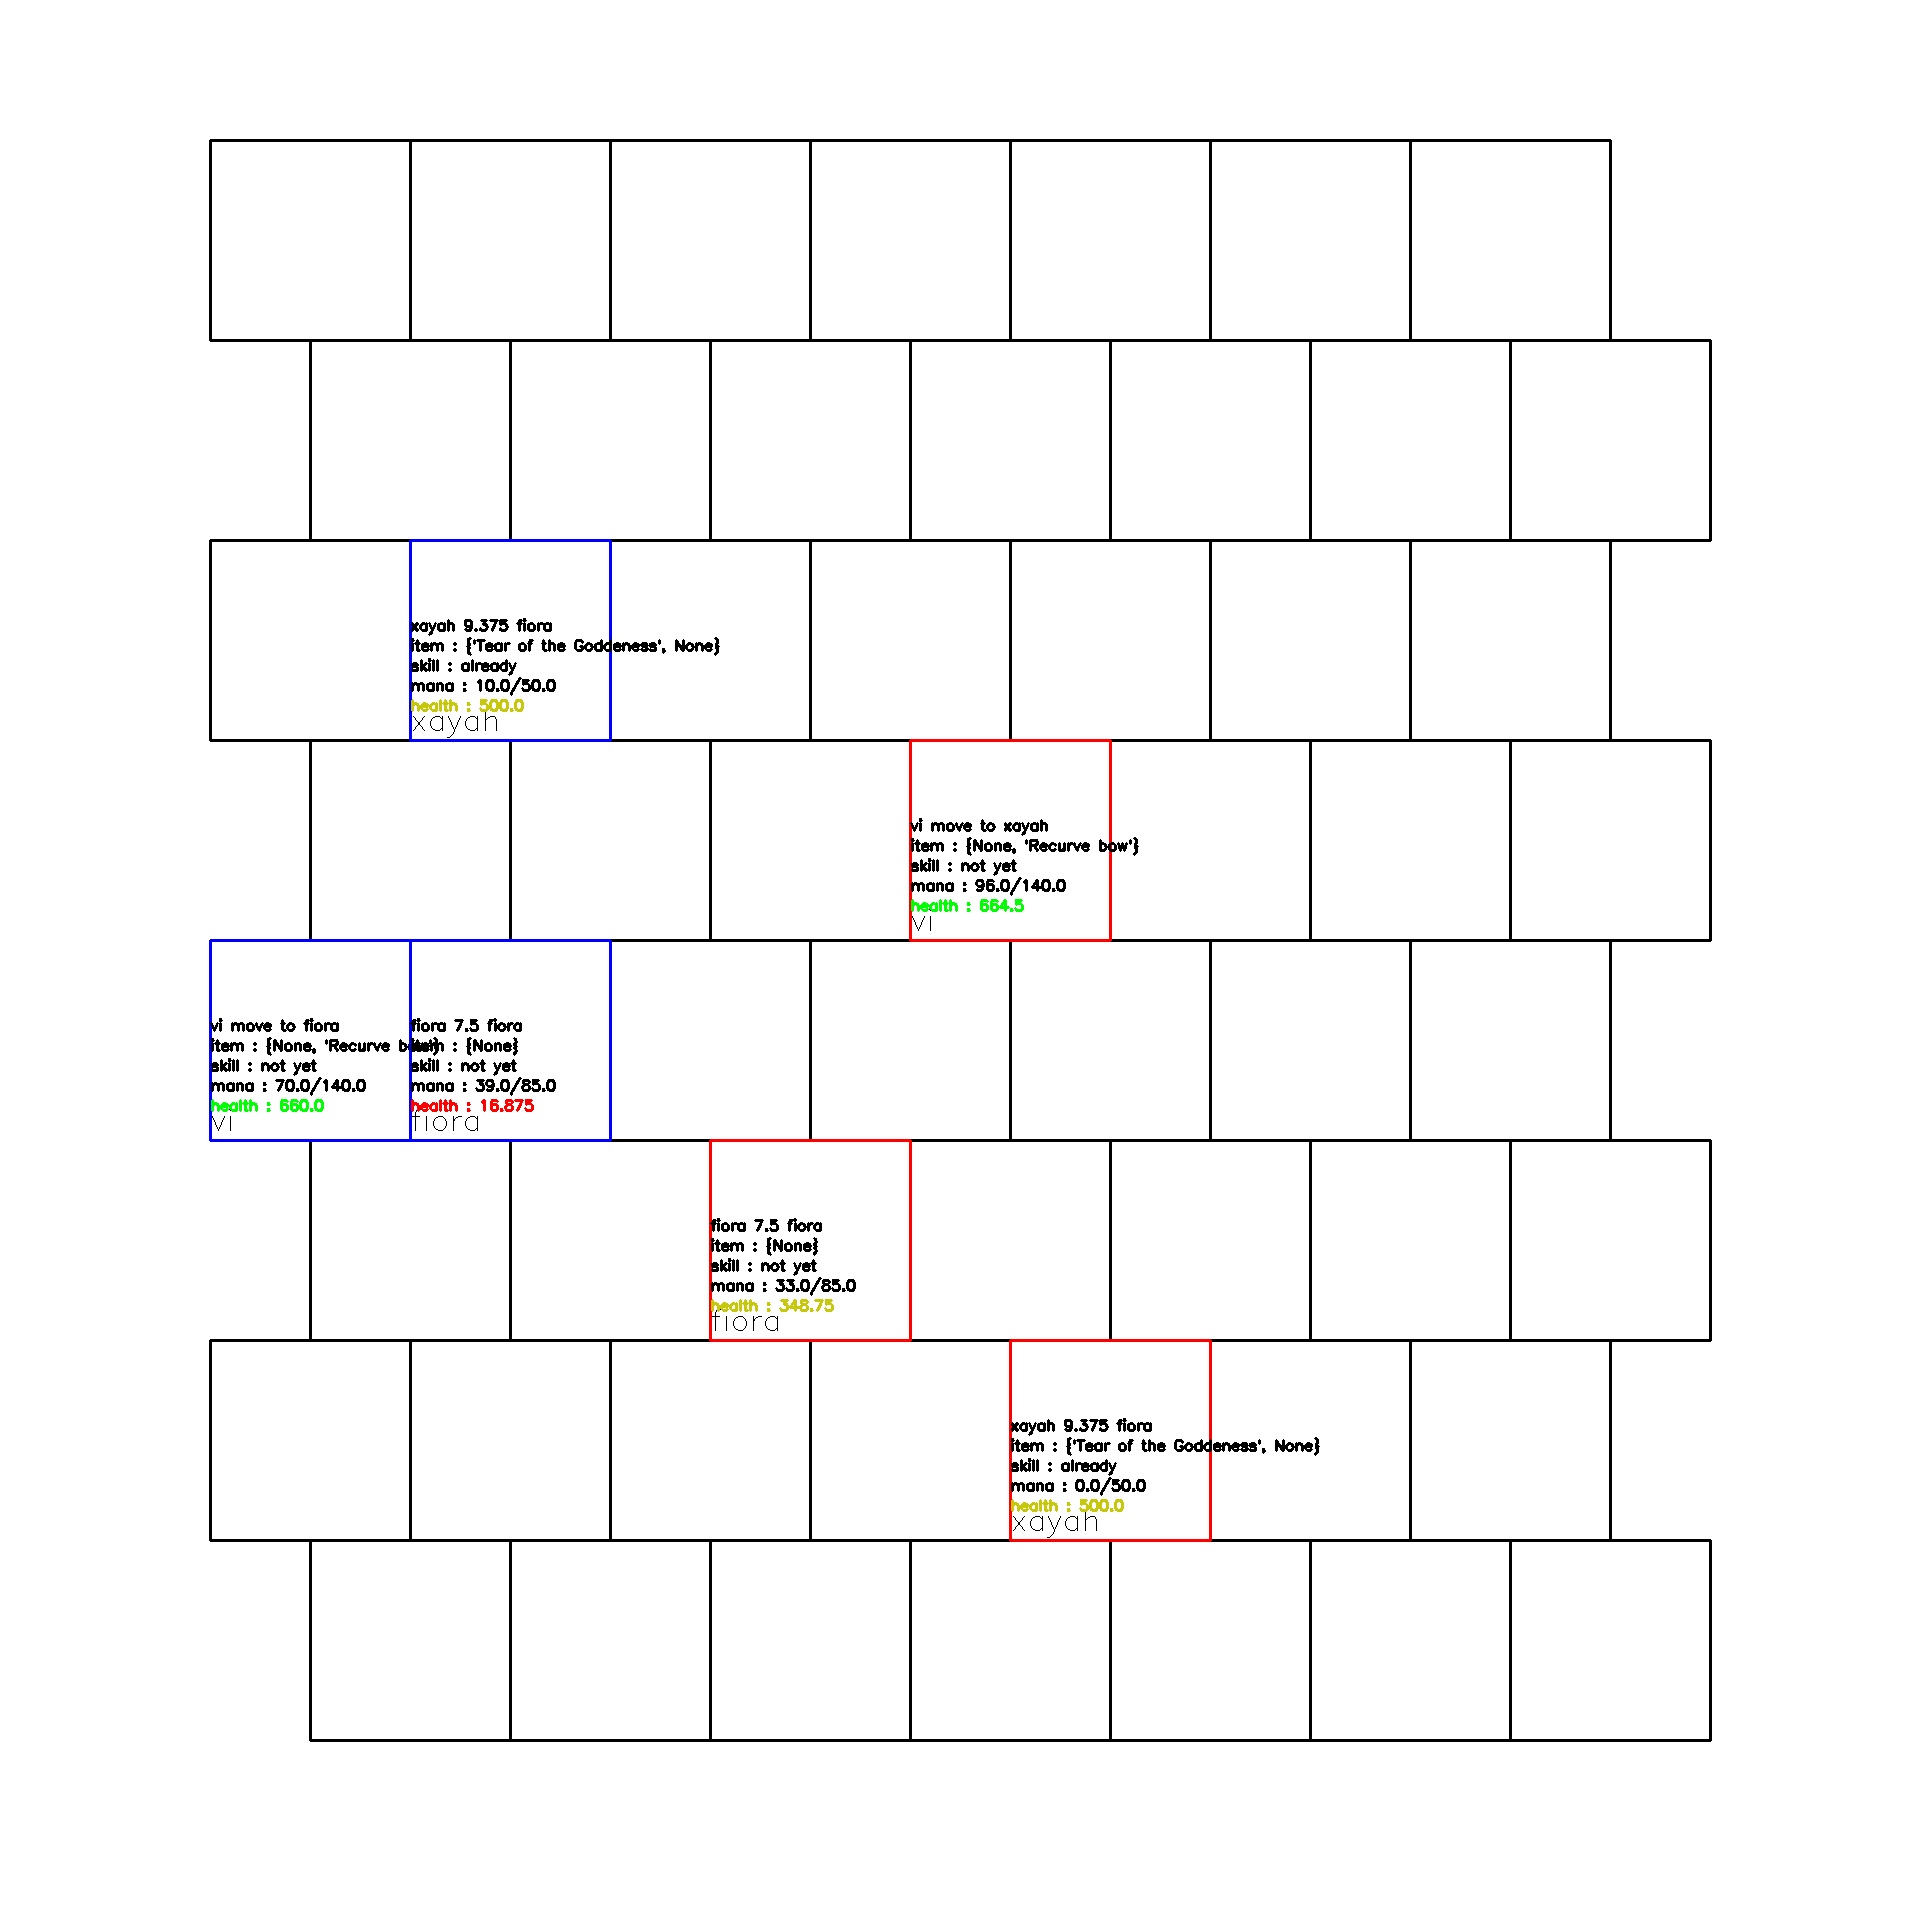 xayah 9.375 fiora
item : {'Tear of the Goddeness', None}
skill : already
mana : 10.0/50.0
health : 500.0
xayah
vi move to xayah
item : {None, 'Recurve bow'}
skill : not yet
mana : 96.0/140.0
health : 664.5
vi
vi move to fiora
item : {None, 'Recurve bow'}
skill : not yet
mana : 70.0/140.0
health : 660.0
vi
fiora 7.5 fiora
item : {None}
skill : not yet
mana : 39.0/85.0
health : 16.875
fiora
fiora 7.5 fiora
item : {None}
skill : not yet
mana : 33.0/85.0
health : 348.75
fiora
xayah 9.375 fiora
item : {'Tear of the Goddeness', None}
skill : already
mana : 0.0/50.0
health : 500.0
xayah